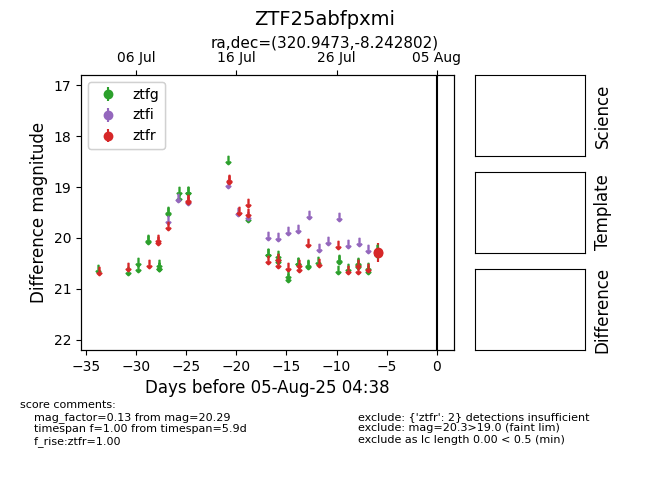 ZTF25abfpxmi
ra,dec=(320.9473,-8.242802)
06 Jul 16 Jul 26 Jul 05 Aug
ztfg
ztfi
ztfr
17
18
19
20
21
22
Difference magnitude
−35 −30 −25 −20 −15 −10 −5 0
Days before 05-Aug-25 04:38
Science
Template
Difference
score comments:
mag_factor=0.13 from mag=20.29
timespan f=1.00 from timespan=5.9d
f_rise:ztfr=1.00
exclude: {'ztfr': 2} detections insufficient
exclude: mag=20.3>19.0 (faint lim)
exclude as lc length 0.00 < 0.5 (min)